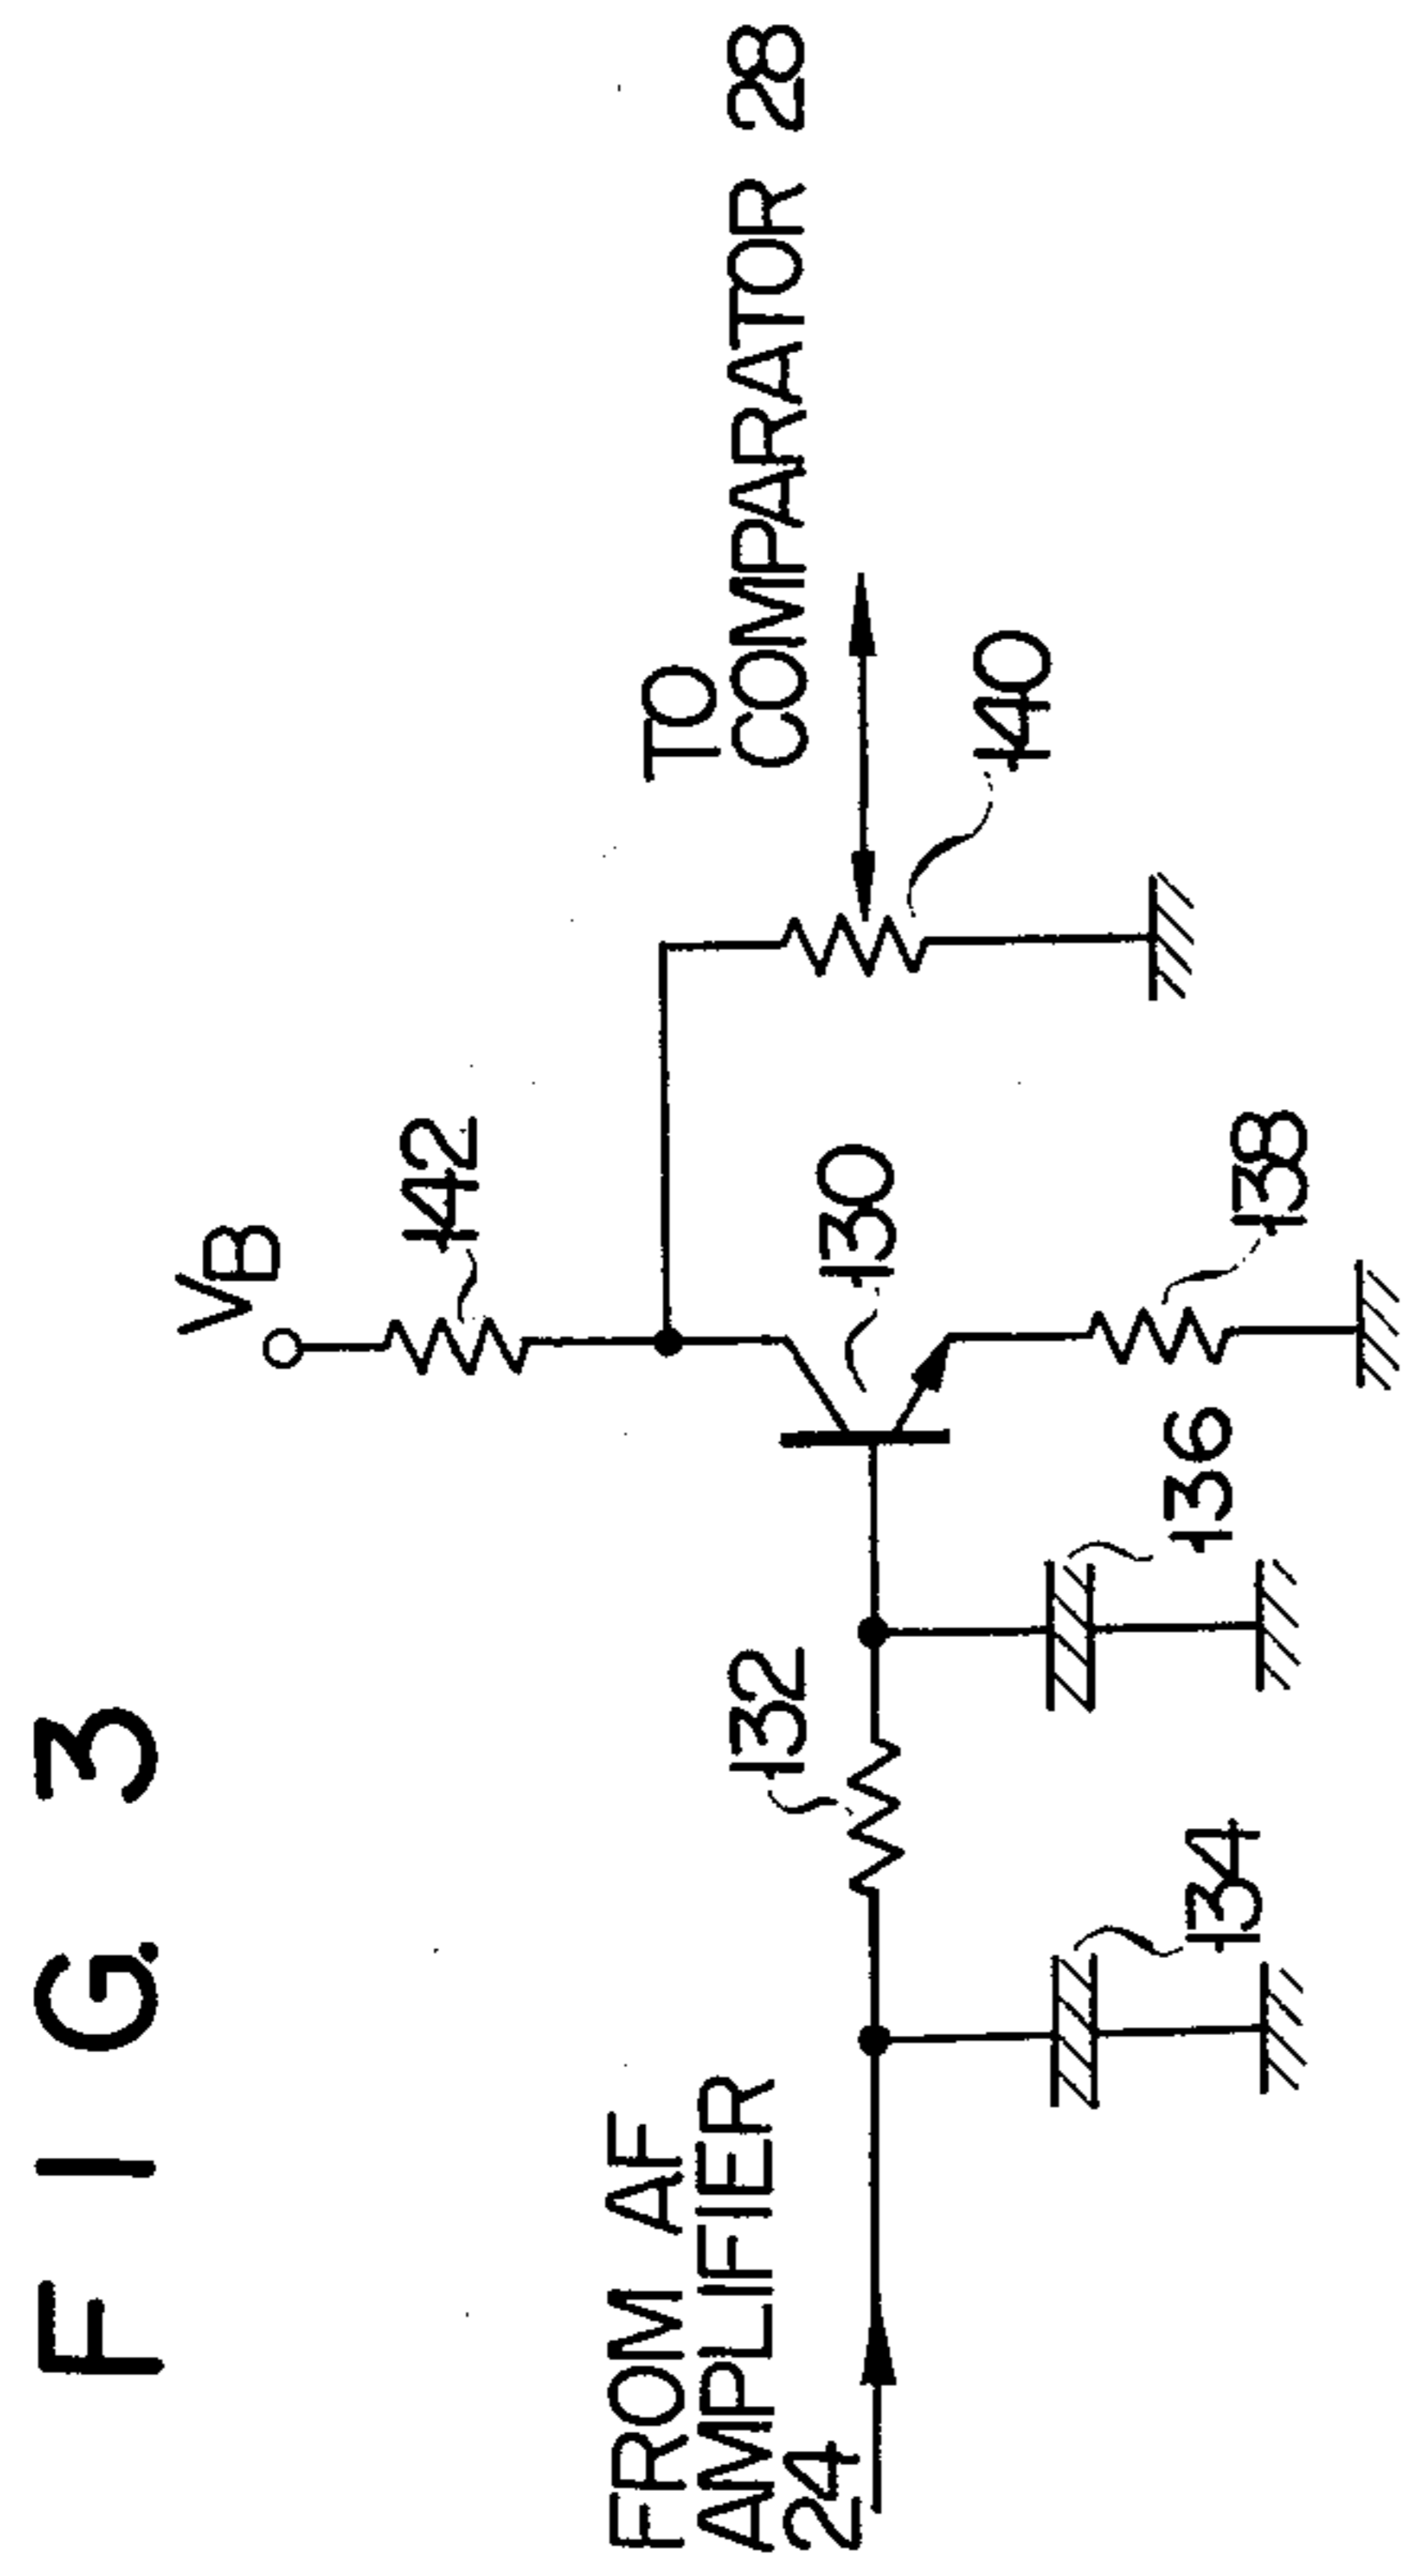 FIG. 3
VB
142
TO
COMPARATOR 28
FROM AF
AMPLIFIER
24
132
130
140
134
136
138